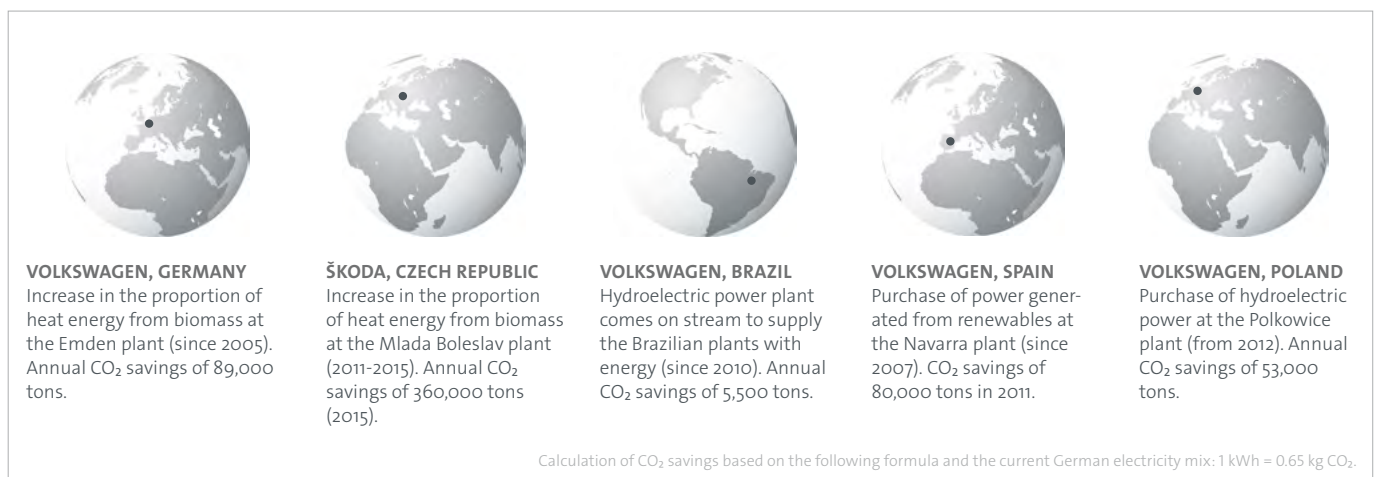 VOLKSWAGEN, GERMANY
Increase in the proportion of
heat energy from biomass at
the Emden plant (since 2005).
Annual CO₂ savings of 89,000
tons.
ŠKODA, CZECH REPUBLIC
Increase in the proportion
of heat energy from biomass
at the Mlada Boleslav plant
(2011-2015). Annual CO₂
savings of 360,000 tons
(2015).
VOLKSWAGEN, BRAZIL
Hydroelectric power plant
comes on stream to supply
the Brazilian plants with
energy (since 2010). Annual
CO₂ savings of 5,500 tons.
VOLKSWAGEN, SPAIN
Purchase of power gener-
ated from renewables at
the Navarra plant (since
2007). CO₂ savings of
80,000 tons in 2011.
VOLKSWAGEN, POLAND
Purchase of hydroelectric
power at the Polkowice
plant (from 2012). Annual
CO₂ savings of 53,000
tons.
Calculation of CO₂ savings based on the following formula and the current German electricity mix: 1 kWh = 0.65 kg CO₂.